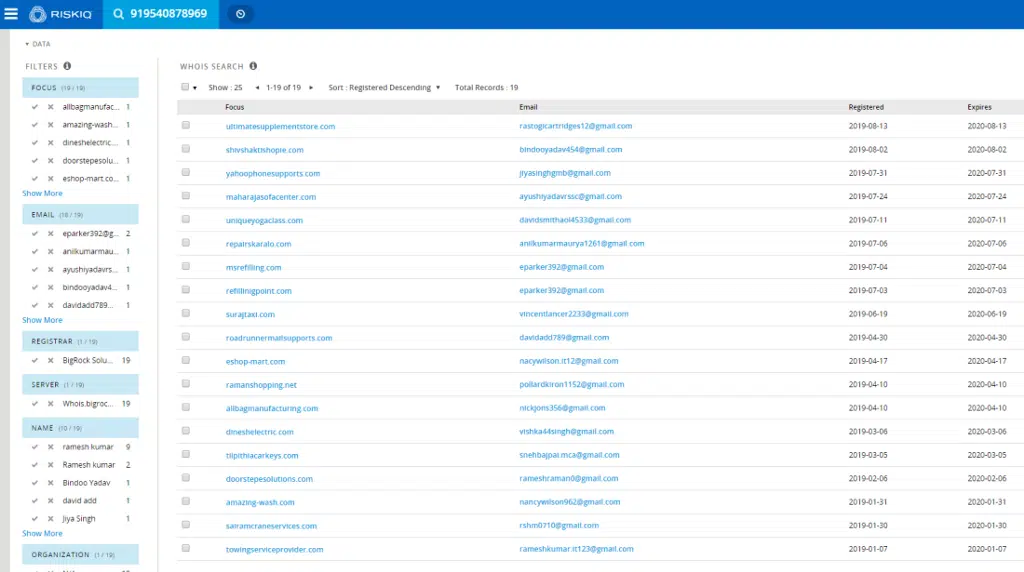 RISKIQ 919540878969
DATA
FILTERS
WHOIS SEARCH
FOCUS (19 / 19)
allbagmanufac... 1
amazing-wash... 1
dineshelectric... 1
doorstepesolu... 1
eshop-mart.co... 1
Show More
EMAIL (18 / 19)
eparker392@g... 2
anilkumarmau... 1
ayushiyadavrs... 1
bindooyadav4... 1
davidadd789... 1
Show More
REGISTRAR (1 / 19)
BigRock Solu... 19
SERVER (1 / 19)
Whois.bigroc... 19
NAME (10 / 19)
ramesh kumar 9
Ramesh kumar 2
Bindoo Yadav 1
david add 1
Jiya Singh 1
Show More
ORGANIZATION (1 / 19)
Show : 25 1-19 of 19 Sort : Registered Descending Total Records : 19
Focus Email Registered Expires
ultimatesupplementstore.com rastogicartridges12@gmail.com 2019-08-13 2020-08-13
shivshaktishopie.com bindooyadav454@gmail.com 2019-08-02 2020-08-02
yahoophonesupports.com jiyasinghgmb@gmail.com 2019-07-31 2020-07-31
maharajasofacenter.com ayushiyadavrssc@gmail.com 2019-07-24 2020-07-24
uniqueyogaclass.com davidsmithaol4533@gmail.com 2019-07-11 2020-07-11
repairskaralo.com anilkumarmaurya1261@gmail.com 2019-07-06 2020-07-06
msrefilling.com eparker392@gmail.com 2019-07-04 2020-07-04
refillingpoint.com eparker392@gmail.com 2019-07-03 2020-07-03
surajtaxi.com vincentlancer2233@gmail.com 2019-06-19 2020-06-19
roadrunnermailsupports.com davidadd789@gmail.com 2019-04-30 2020-04-30
eshop-mart.com nacywilson.it12@gmail.com 2019-04-17 2020-04-17
ramanshopping.net pollardkiron1152@gmail.com 2019-04-10 2020-04-10
allbagmanufacturing.com nickjons356@gmail.com 2019-04-10 2020-04-10
dineshelectric.com vishka44singh@gmail.com 2019-03-06 2020-03-06
tilpithiacarkeys.com snehbajpai.mca@gmail.com 2019-03-05 2020-03-05
doorstepesolutions.com rameshraman0@gmail.com 2019-02-06 2020-02-06
amazing-wash.com nancywilson962@gmail.com 2019-01-31 2020-01-31
sairamcraneservices.com rshm0710@gmail.com 2019-01-30 2020-01-30
towingserviceprovider.com rameshkumar.it123@gmail.com 2019-01-07 2020-01-07